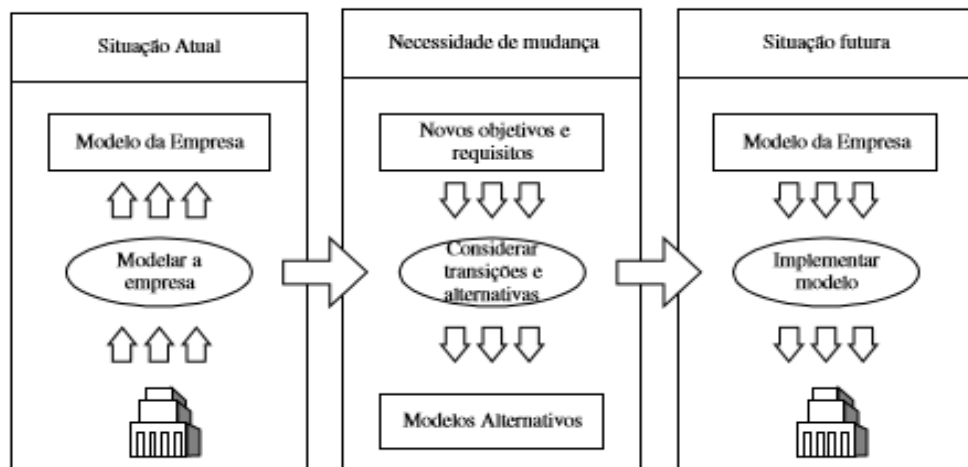 Situação Atual
Modelo da Empresa
Modelar a
empresa
Necessidade de mudança
Novos objetivos e
requisitos
Considerar
transições e
alternativas
Modelos Alternativos
Situação futura
Modelo da Empresa
Implementar
modelo